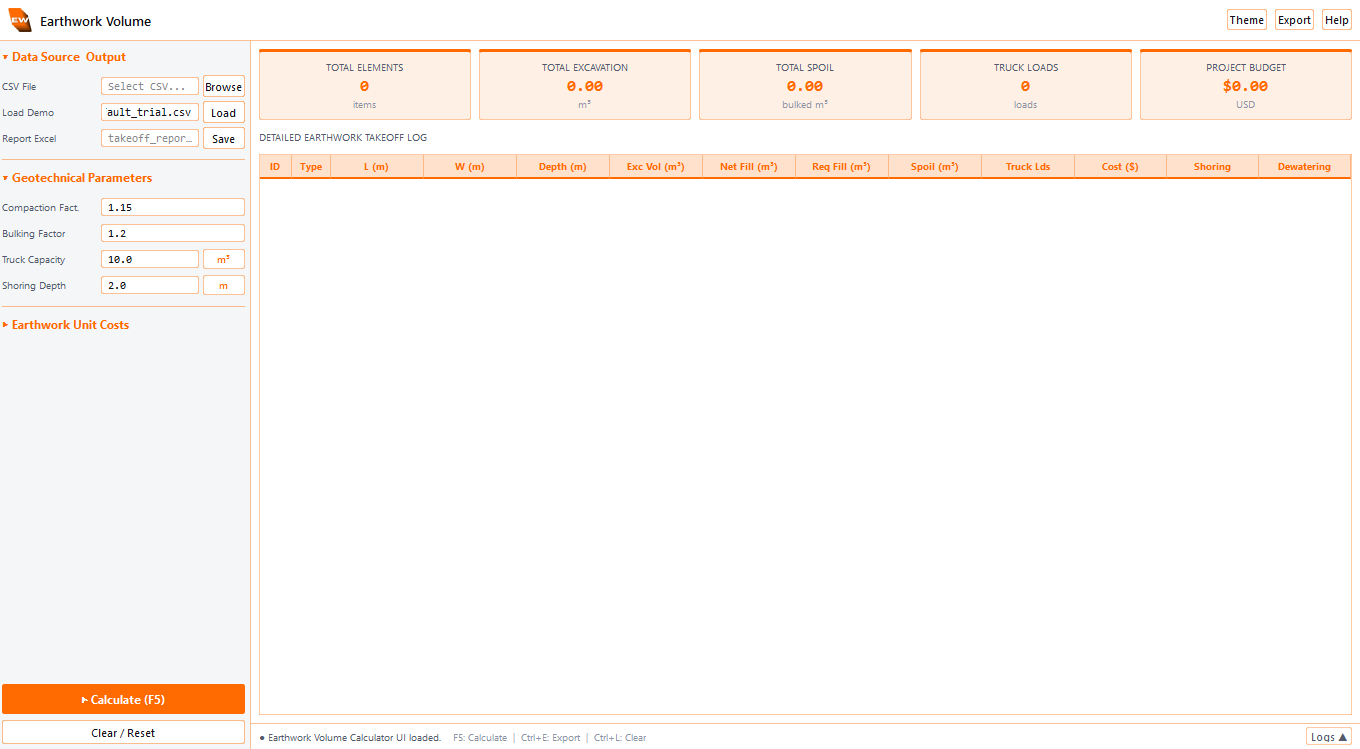 EW Earthwork Volume Theme Export Help
▾ Data Source  Output
CSV File Select CSV... Browse
Load Demo ault_trial.csv Load
Report Excel takeoff_repor… Save
▾ Geotechnical Parameters
Compaction Fact. 1.15
Bulking Factor 1.2
Truck Capacity 10.0 m³
Shoring Depth 2.0 m
▸ Earthwork Unit Costs
▸ Calculate (F5)
Clear / Reset
TOTAL ELEMENTS
0
items
TOTAL EXCAVATION
0.00
m³
TOTAL SPOIL
0.00
bulked m³
TRUCK LOADS
0
loads
PROJECT BUDGET
$0.00
USD
DETAILED EARTHWORK TAKEOFF LOG
ID Type L (m) W (m) Depth (m) Exc Vol (m³) Net Fill (m³) Req Fill (m³) Spoil (m³) Truck Lds Cost ($) Shoring Dewatering
● Earthwork Volume Calculator UI loaded. F5: Calculate | Ctrl+E: Export | Ctrl+L: Clear Logs ▲